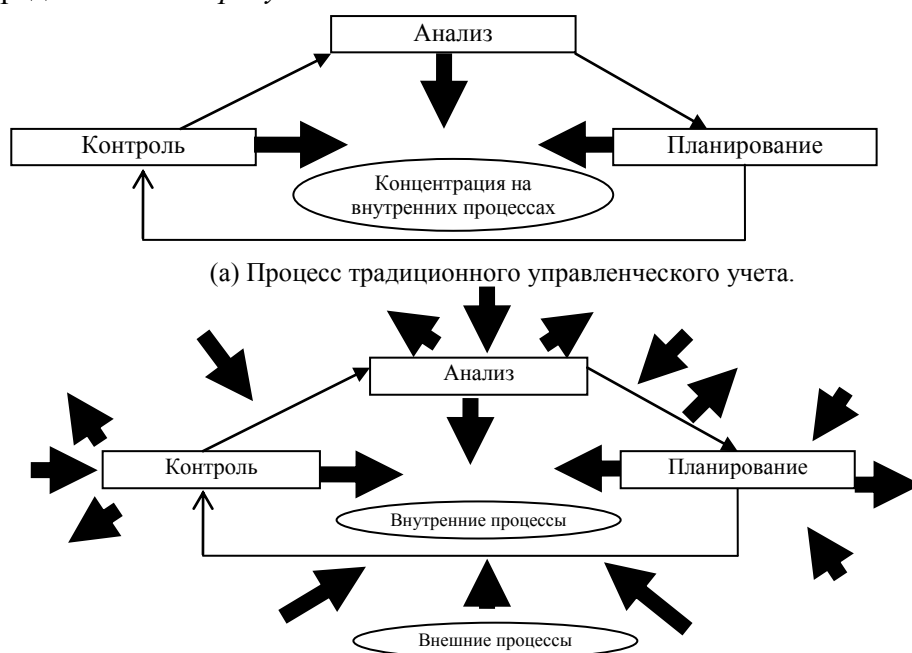 Анализ
Контроль
Планирование
Концентрация на
внутренних процессах
(а) Процесс традиционного управленческого учета.
Анализ
Контроль
Планирование
Внутренние процессы
Внешние процессы